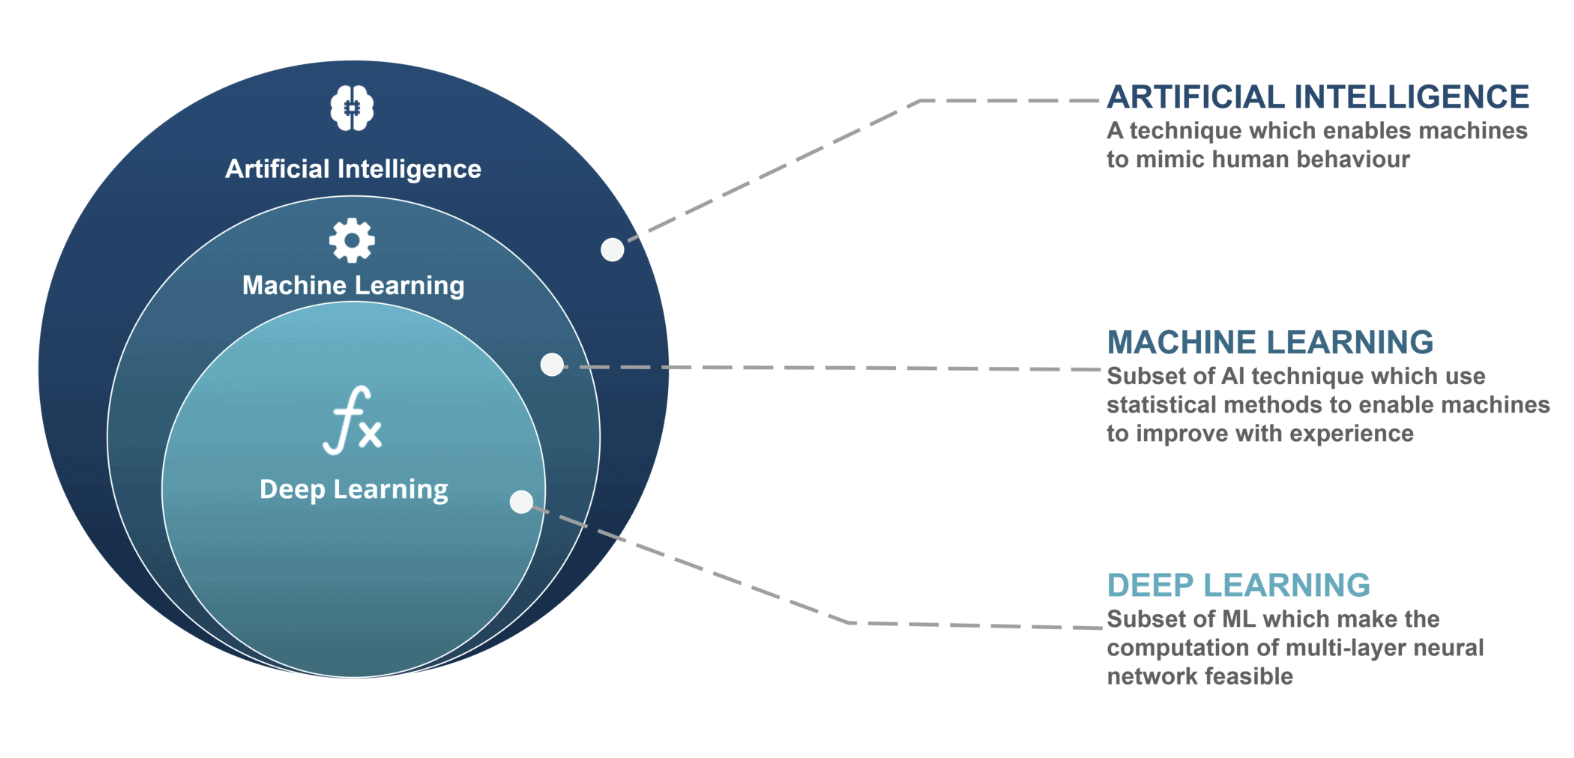 Artificial Intelligence
Machine Learning
fx
Deep Learning
ARTIFICIAL INTELLIGENCE
A technique which enables machines
to mimic human behaviour
MACHINE LEARNING
Subset of AI technique which use
statistical methods to enable machines
to improve with experience
DEEP LEARNING
Subset of ML which make the
computation of multi-layer neural
network feasible